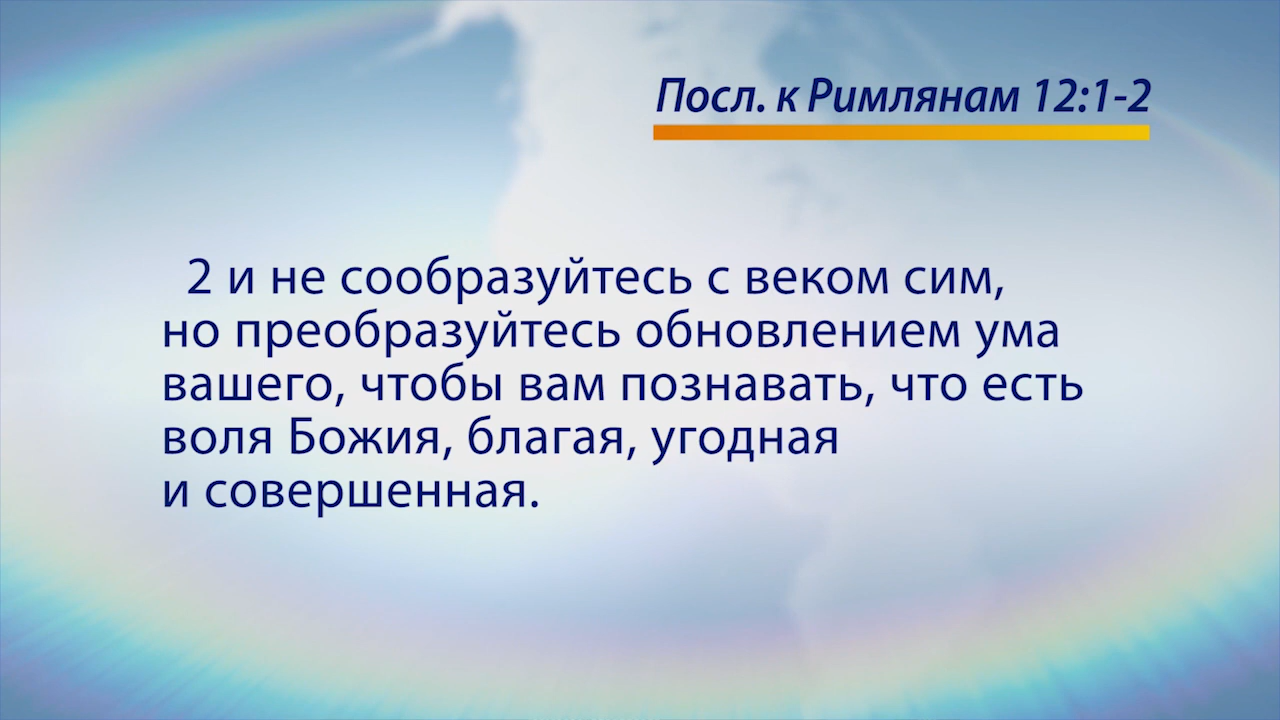 Посл. к Римлянам 12:1-2
2 и не сообразуйтесь с веком сим,
но преобразуйтесь обновлением ума
вашего, чтобы вам познавать, что есть
воля Божия, благая, угодная
и совершенная.